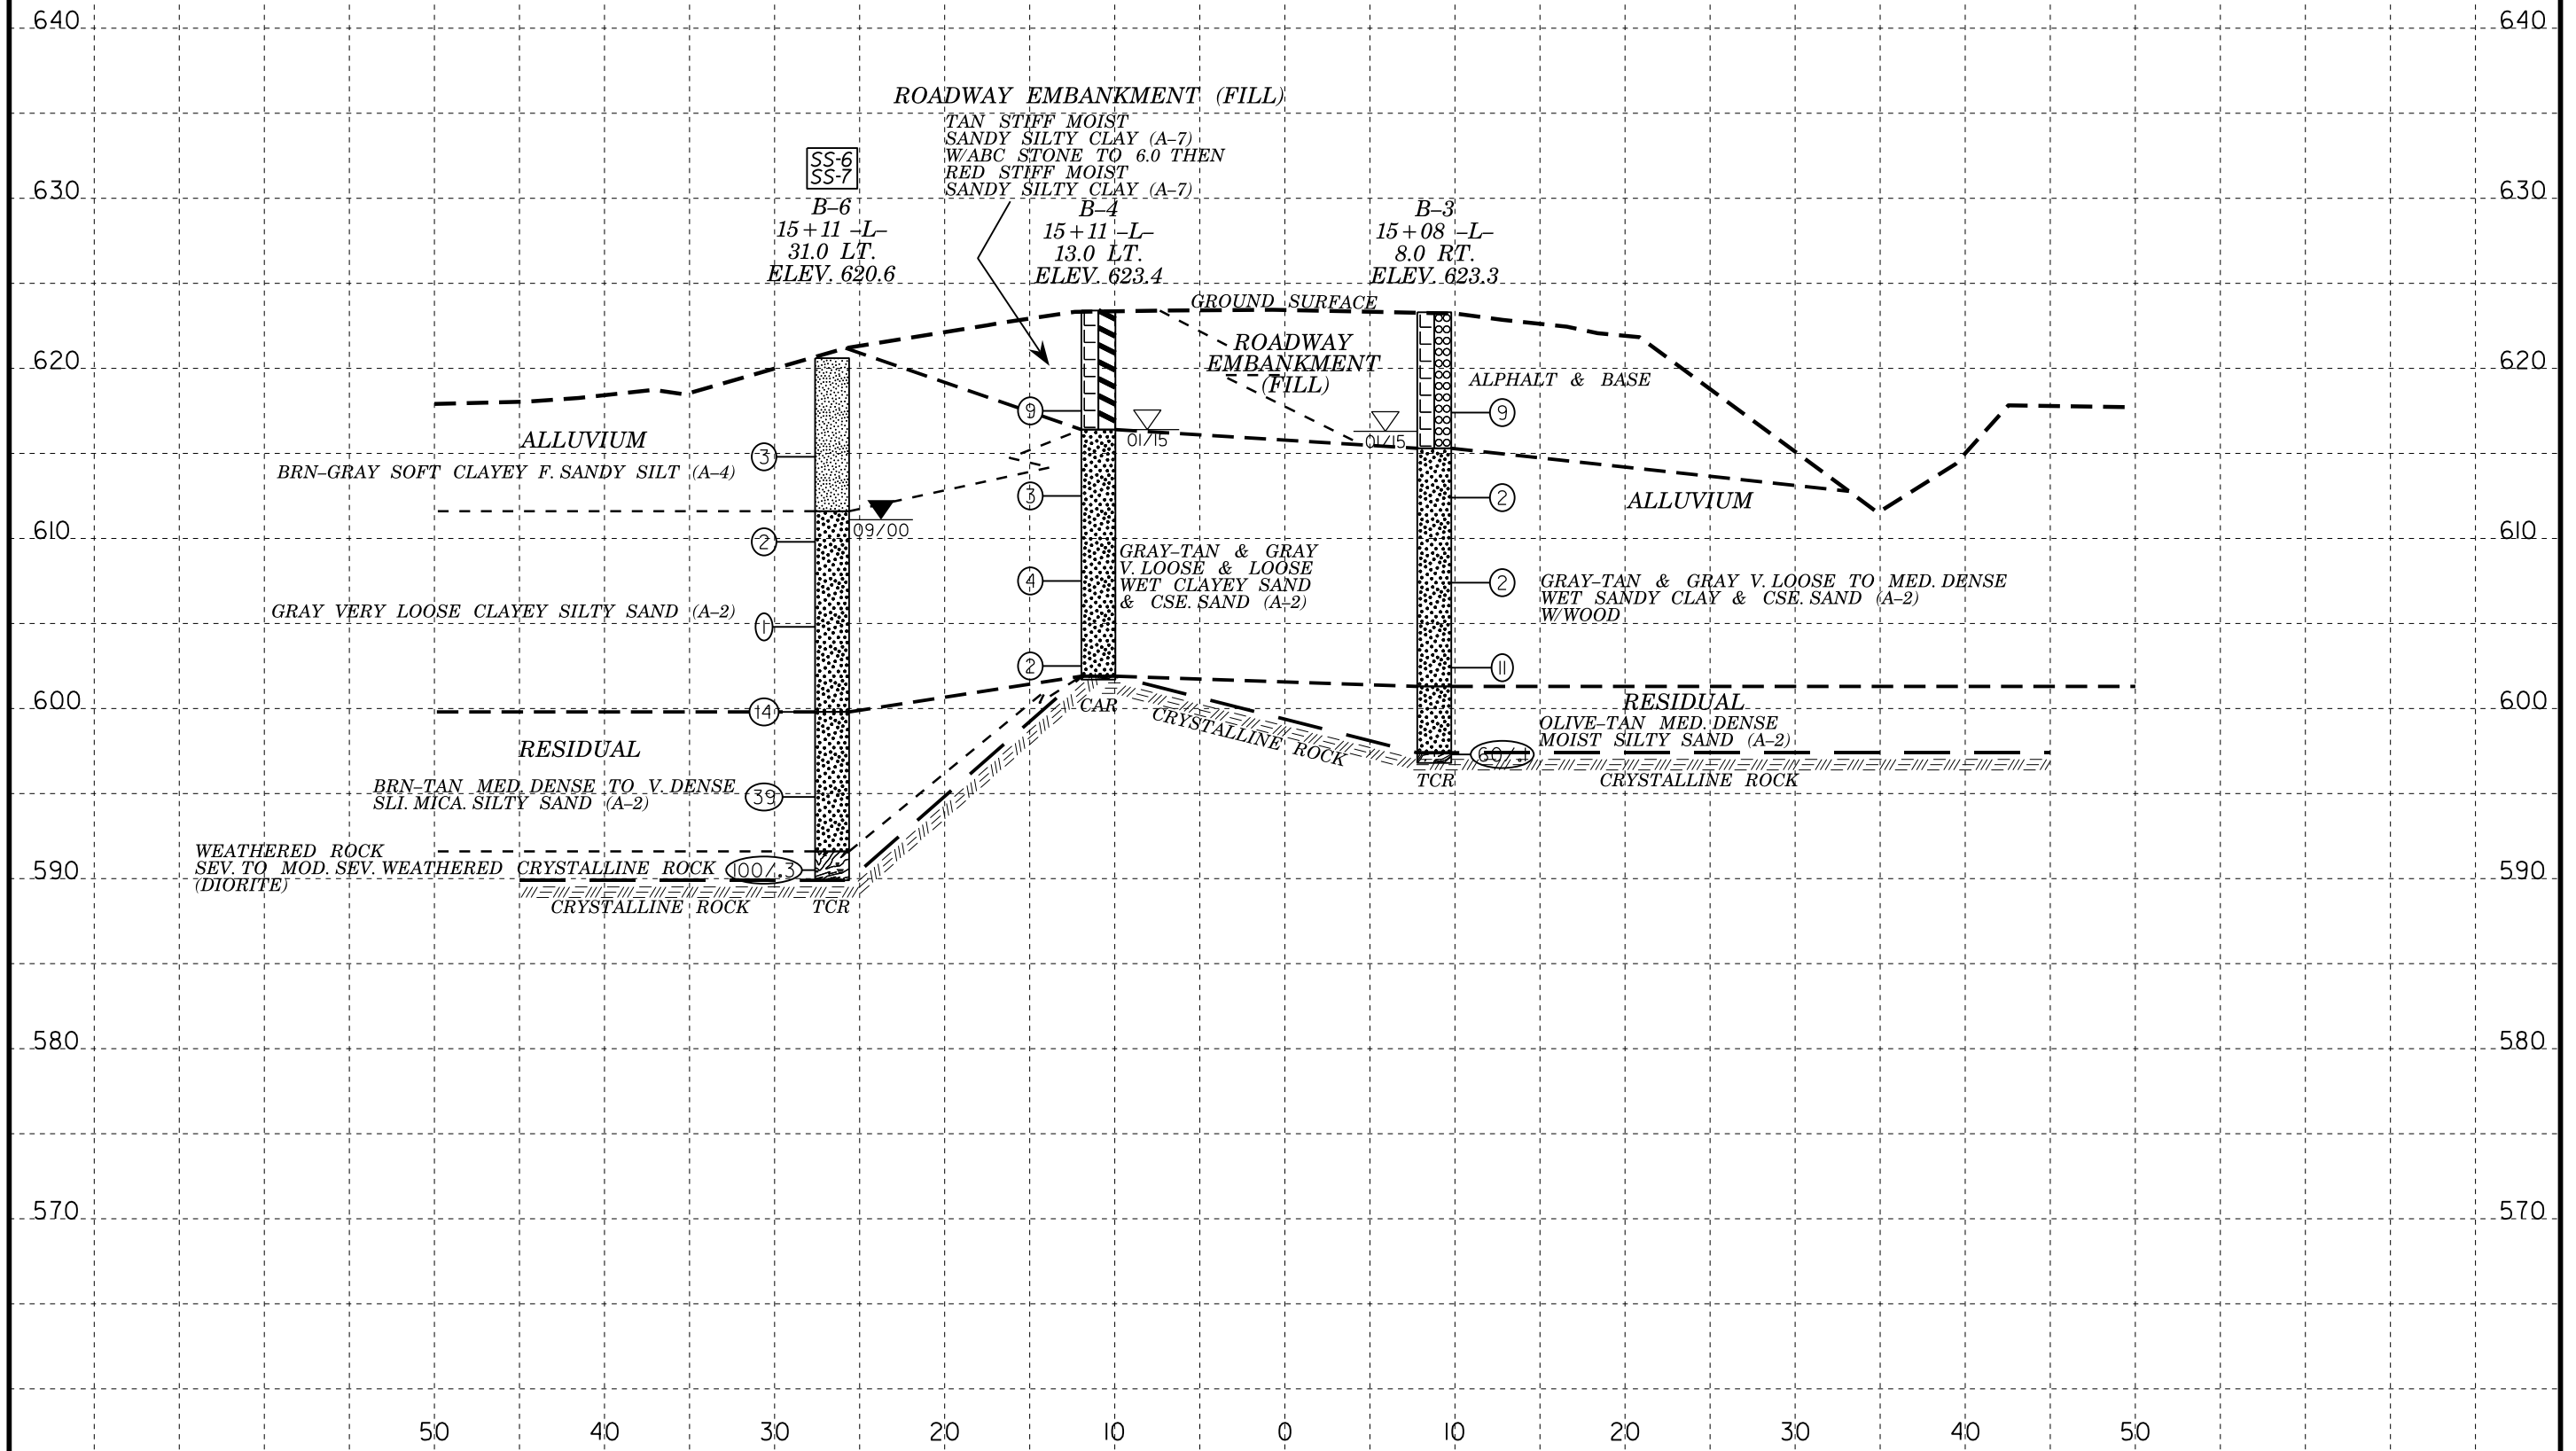 640 640
ROADWAY EMBANKMENT (FILL)
TAN STIFF MOIST
SANDY SILTY CLAY (A-7)
W/ABC STONE TO 6.0 THEN
RED STIFF MOIST
SANDY SILTY CLAY (A-7)
SS-6
SS-7
630 630
B-6
15+11 -L-
31.0 LT.
ELEV. 620.6
B-4
15+11 -L-
13.0 LT.
ELEV. 623.4
B-3
15+08 -L-
8.0 RT.
ELEV. 623.3
GROUND SURFACE
ROADWAY
EMBANKMENT
(FILL)
620 620
ALPHALT & BASE
9 9
01/15 01/15
ALLUVIUM
BRN-GRAY SOFT CLAYEY F. SANDY SILT (A-4)
3
3 2
ALLUVIUM
09/00
610 610
2
GRAY-TAN & GRAY
V. LOOSE & LOOSE
WET CLAYEY SAND
& CSE. SAND (A-2)
4 2
GRAY-TAN & GRAY V. LOOSE TO MED. DENSE
WET SANDY CLAY & CSE. SAND (A-2)
W/WOOD
GRAY VERY LOOSE CLAYEY SILTY SAND (A-2)
1
2 11
600 600
14
CAR
CRYSTALLINE ROCK
RESIDUAL
OLIVE-TAN MED. DENSE
MOIST SILTY SAND (A-2)
60/.1
TCR
CRYSTALLINE ROCK
RESIDUAL
BRN-TAN MED. DENSE TO V. DENSE
SLI. MICA. SILTY SAND (A-2)
39
WEATHERED ROCK
SEV. TO MOD. SEV. WEATHERED CRYSTALLINE ROCK
(DIORITE)
100/.3
590 590
CRYSTALLINE ROCK
TCR
580 580
570 570
50 40 30 20 10 0 10 20 30 40 50